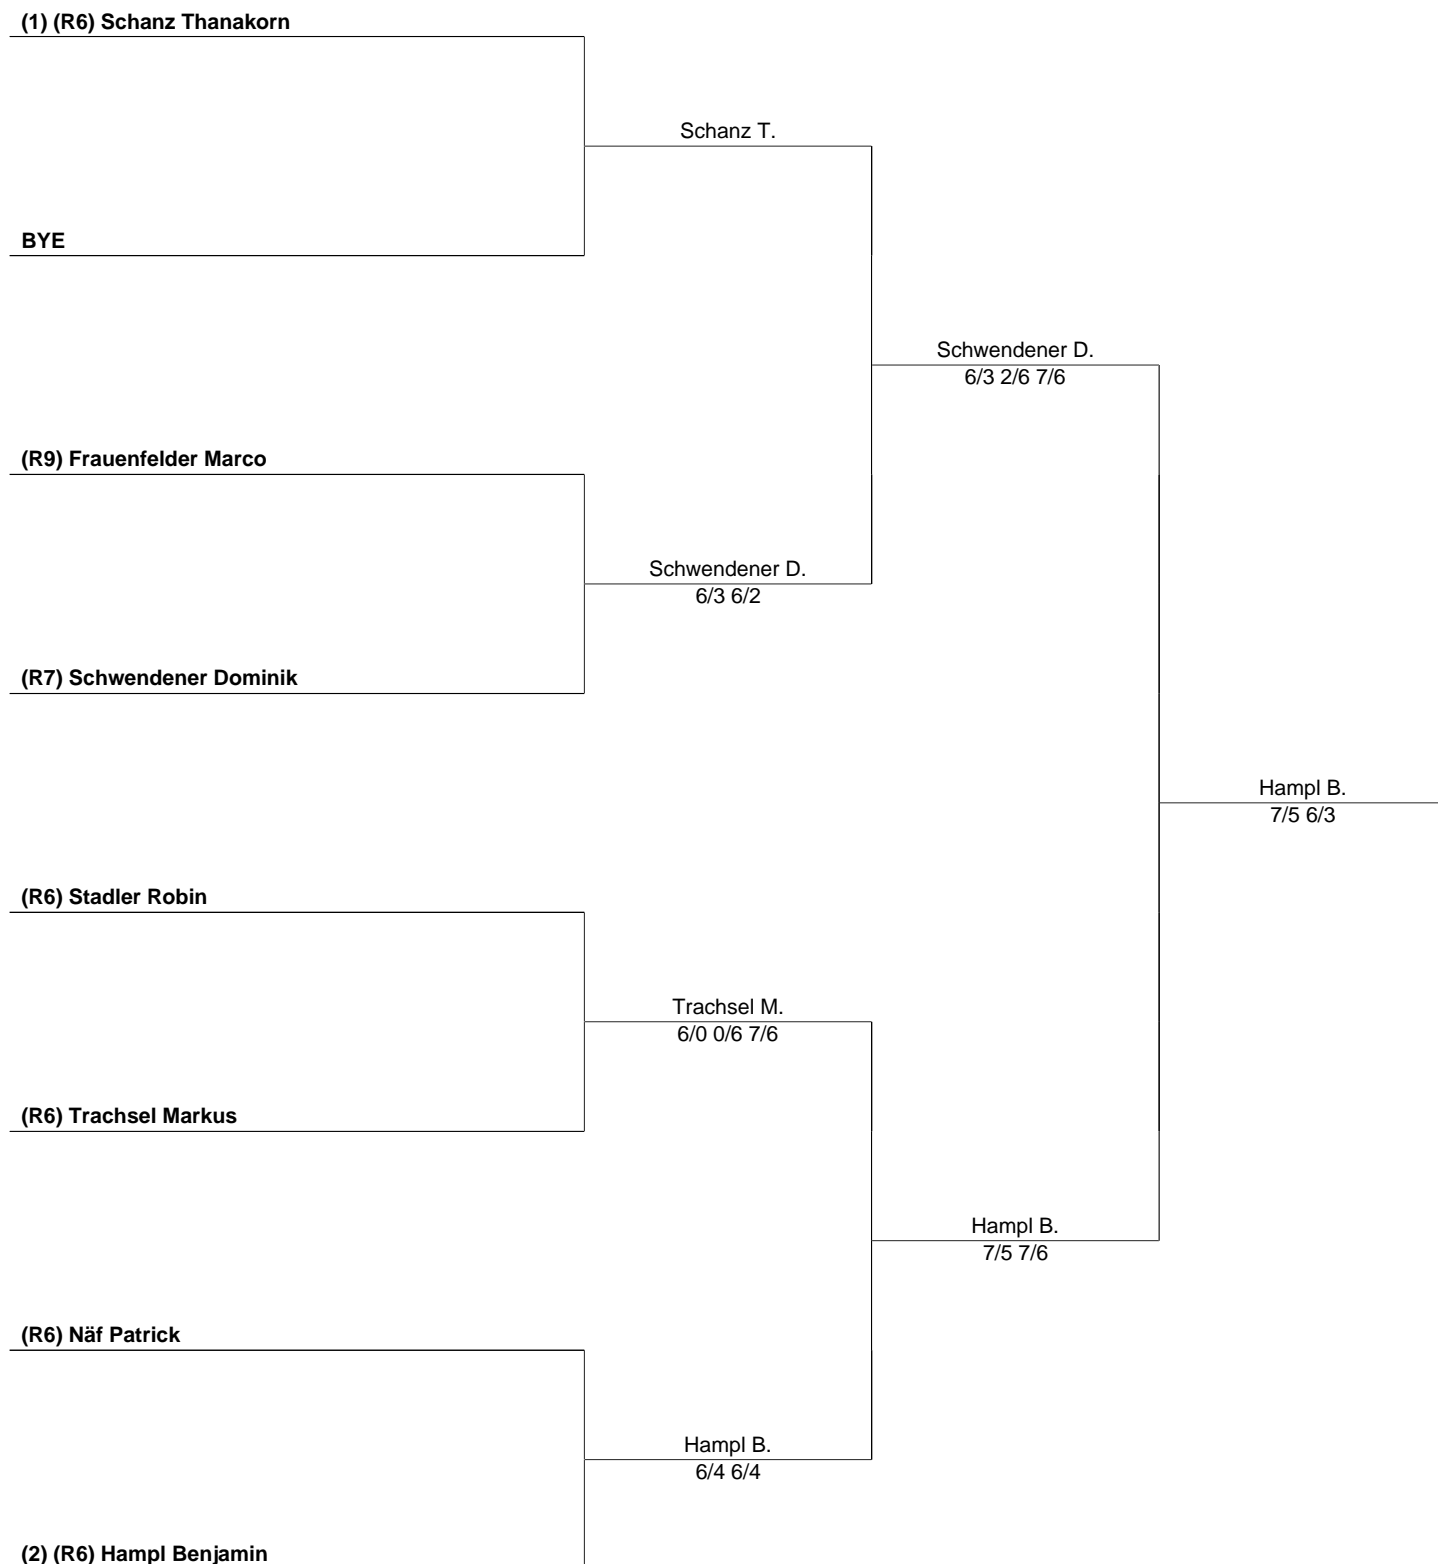 (1) (R6) Schanz Thanakorn
Schanz T.
BYE
Schwendener D.
6/3 2/6 7/6
(R9) Frauenfelder Marco
Schwendener D.
6/3 6/2
(R7) Schwendener Dominik
Hampl B.
7/5 6/3
(R6) Stadler Robin
Trachsel M.
6/0 0/6 7/6
(R6) Trachsel Markus
Hampl B.
7/5 7/6
(R6) Näf Patrick
Hampl B.
6/4 6/4
(2) (R6) Hampl Benjamin